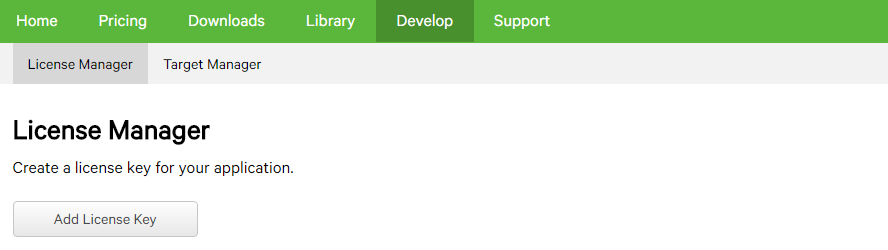 Home Pricing Downloads Library Develop Support
License Manager Target Manager
License Manager
Create a license key for your application.
Add License Key